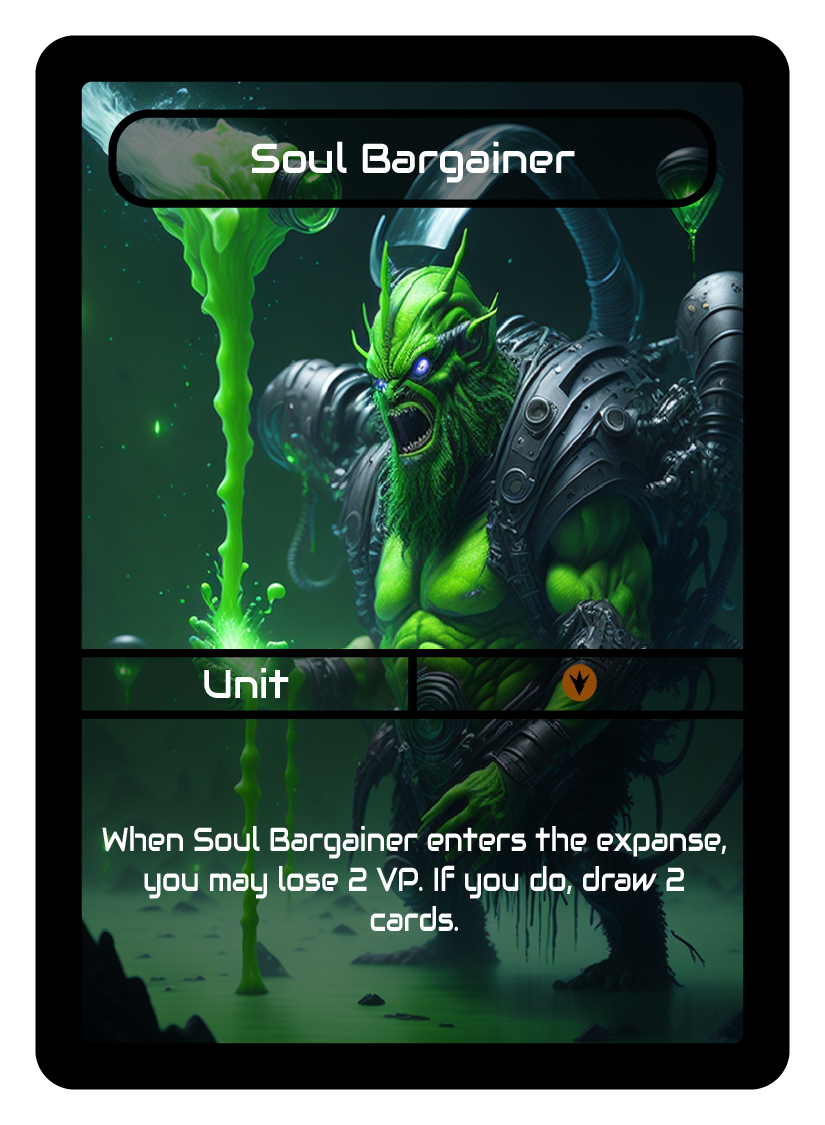 Soul Bargainer
Unit
When Soul Bargainer enters the expanse,
you may lose 2 VP. If you do, draw 2
cards.